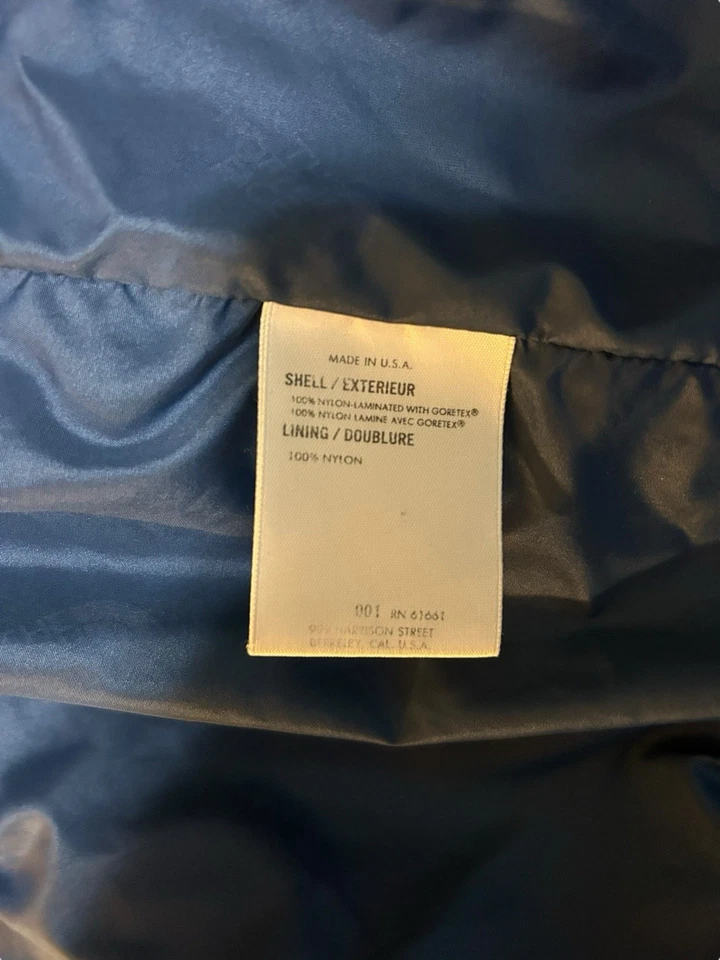 MADE IN U.S.A.
SHELL / EXTERIEUR
100% NYLON-LAMINATED WITH GORETEX®
100% NYLON LAMINE AVEC GORETEX®
LINING / DOUBLURE
100% NYLON
001 RN 61661
999 HARRISON STREET
BERKELEY, CAL. U.S.A.